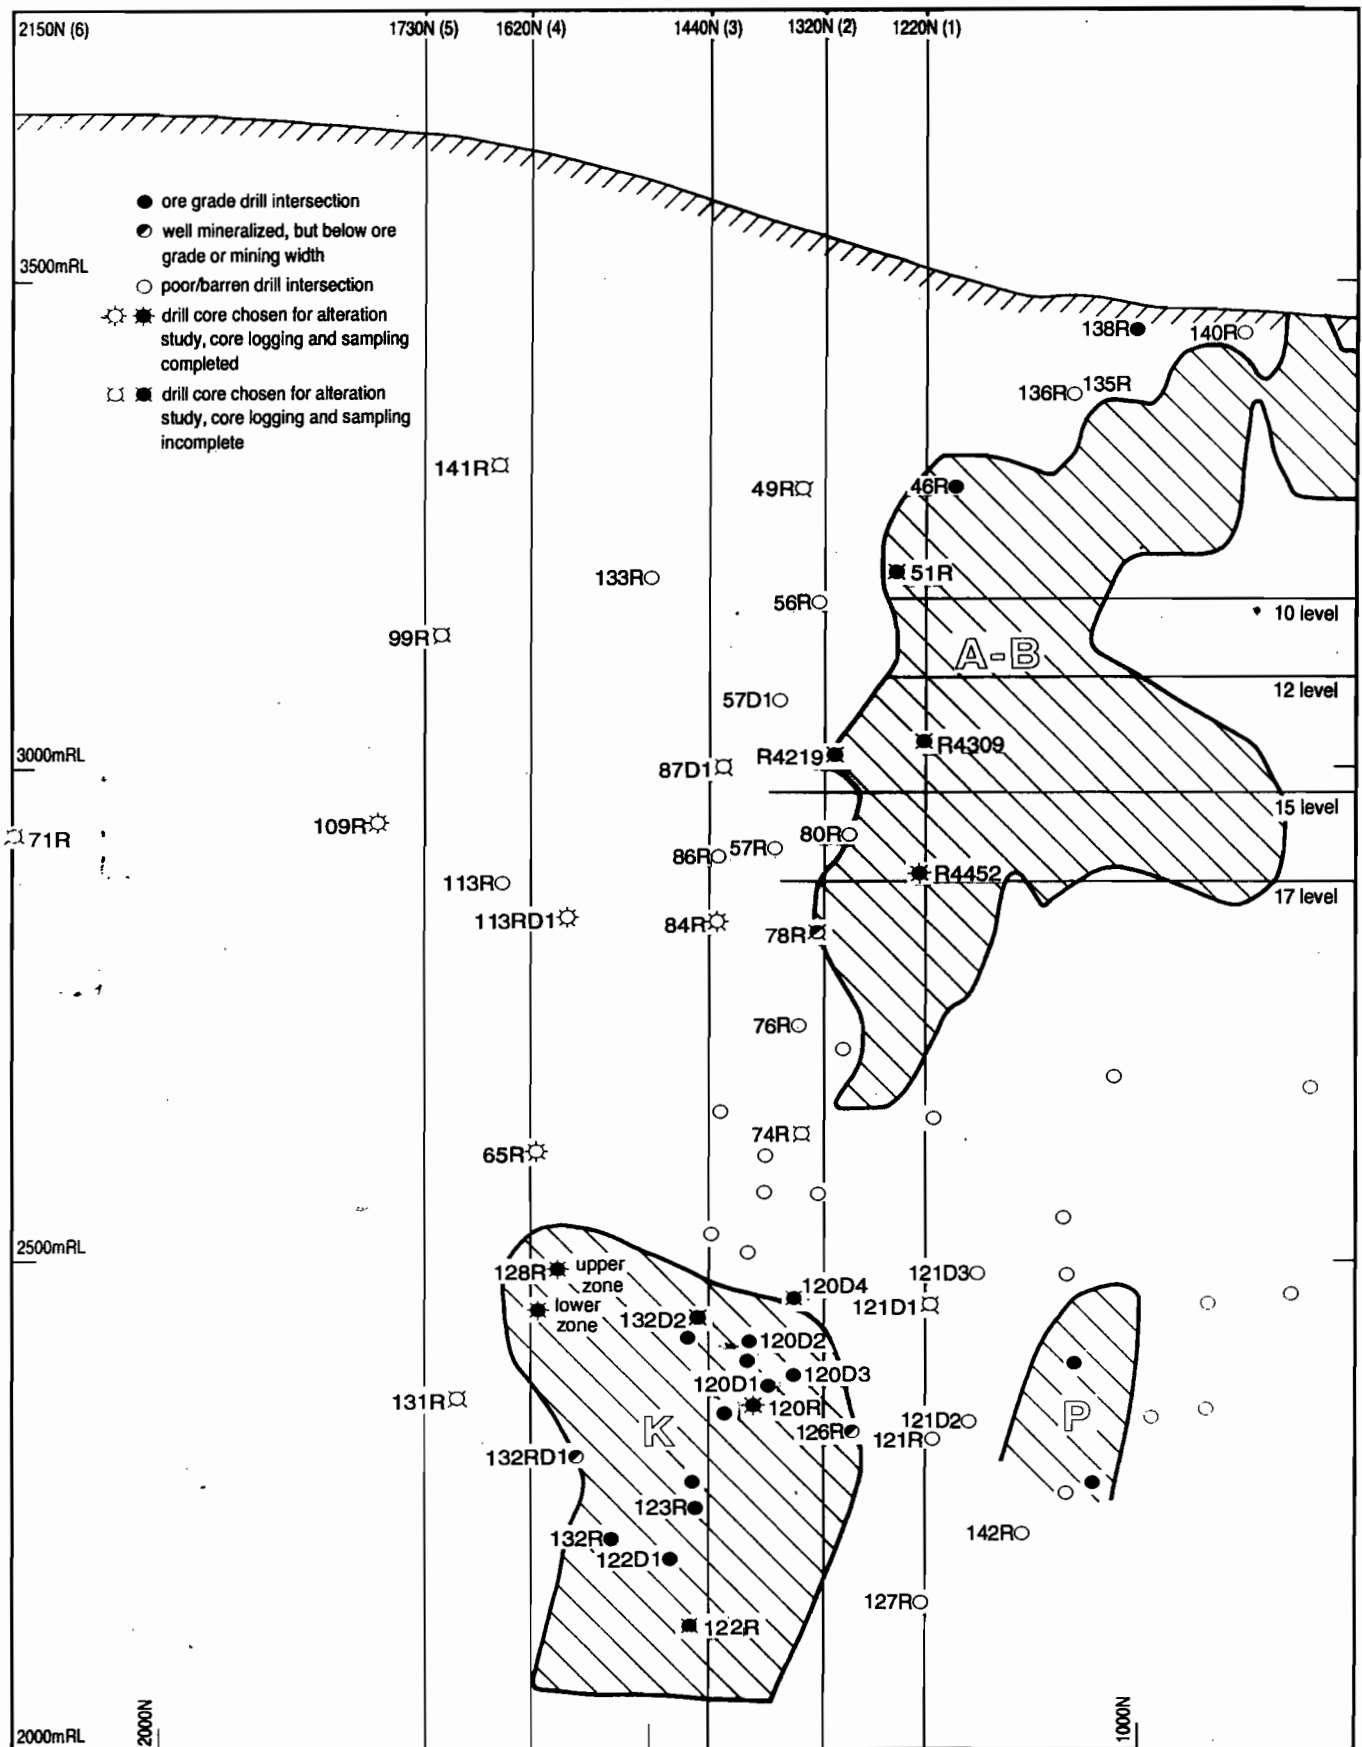 2150N (6)
1730N (5)
1620N (4)
1440N (3)
1320N (2)
1220N (1)
ore grade drill intersection
well mineralized, but below ore
grade or mining width
3500mRL
poor/barren drill intersection
drill core chosen for alteration
study, core logging and sampling
completed
drill core chosen for alteration
study, core logging and sampling
incomplete
138R
140R
136R
135R
141R
49R
46R
133R
51R
56R
10 level
99R
A-B
12 level
57D1
3000mRL
R4219
R4309
87D1
15 level
71R
109R
80R
86R
57R
113R
R4452
17 level
113RD1
84R
78R
76R
74R
65R
2500mRL
128R
upper
zone
121D3
120D4
121D1
lower
zone
132D2
120D2
120D3
120D1
131R
120R
K
126R
121D2
121R
P
132RD1
123R
132R
142R
122D1
127R
122R
2000mRL
2000N
1000N